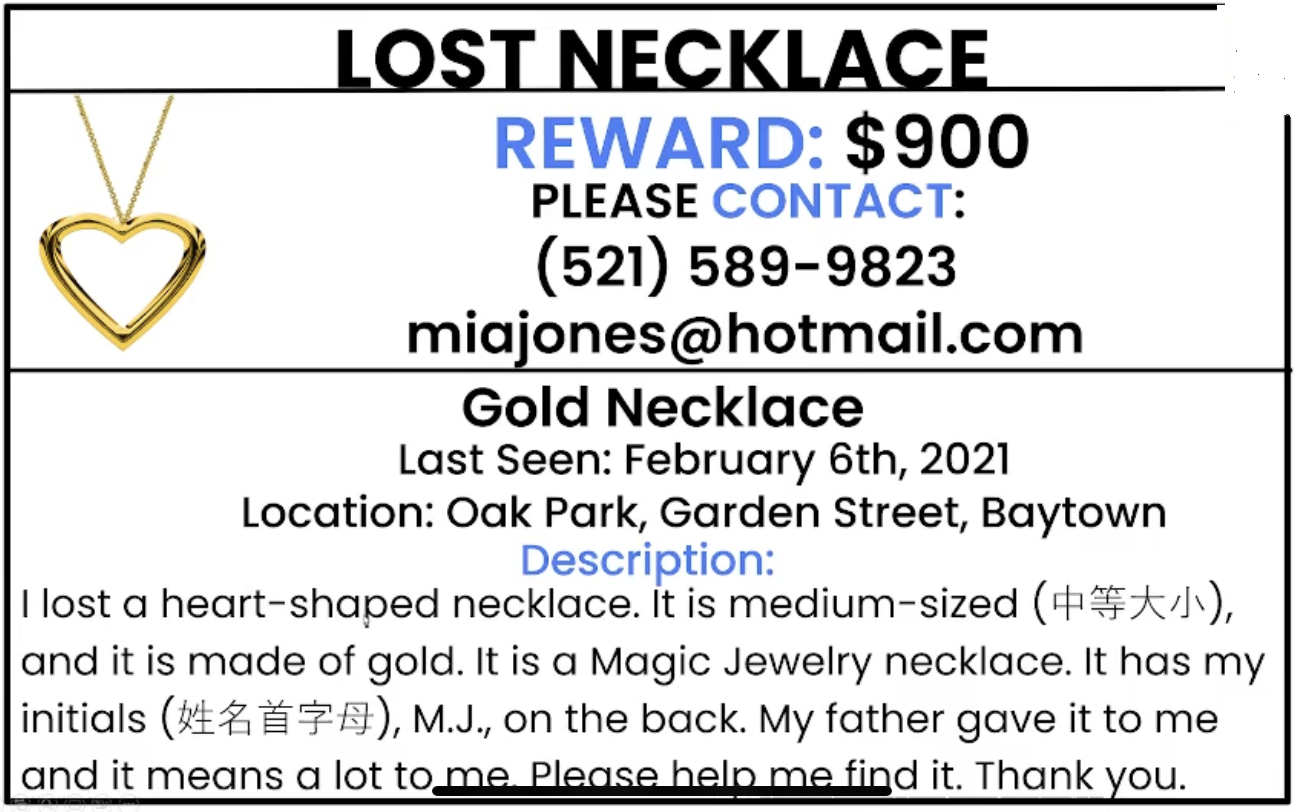 LOST NECKLACE
REWARD: $900
PLEASE CONTACT:
(521) 589-9823
miajones@hotmail.com
Gold Necklace
Last Seen: February 6th, 2021
Location: Oak Park, Garden Street, Baytown
Description:
I lost a heart-shaped necklace. It is medium-sized (中等大小),
and it is made of gold. It is a Magic Jewelry necklace. It has my
initials (姓名首字母), M.J., on the back. My father gave it to me
and it means a lot to me. Please help me find it. Thank you.